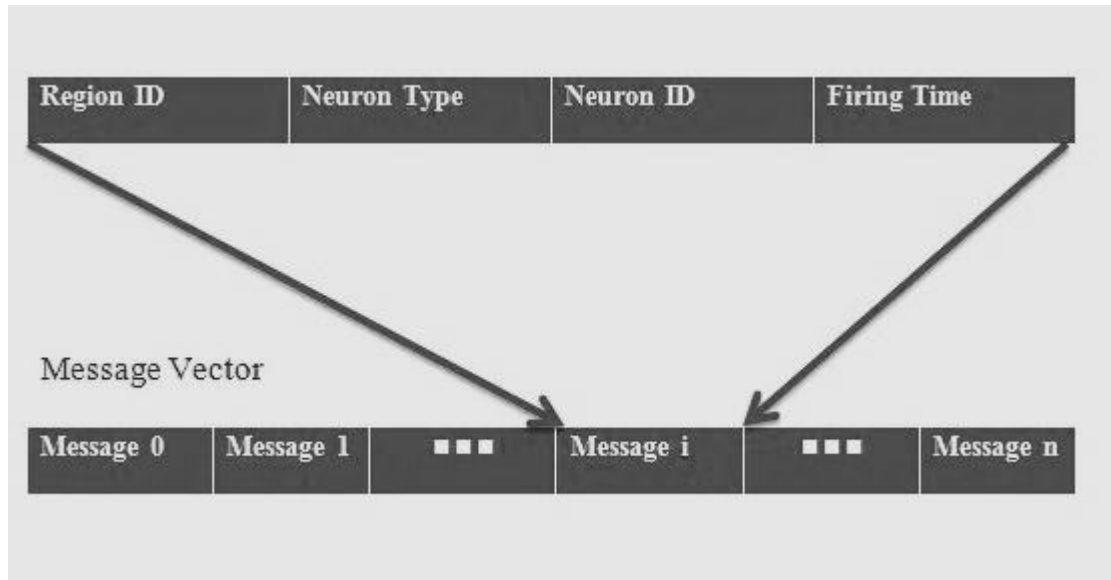 Region ID Neuron Type Neuron ID Firing Time
Message Vector
Message 0 Message 1 ▪▪▪ Message i ▪▪▪ Message n